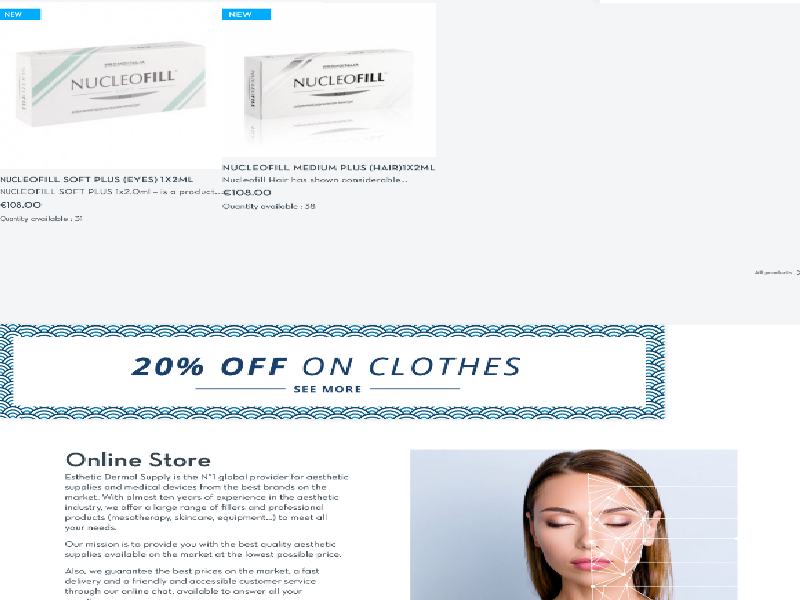 NEW
NEW
NUCLEOFILL
NUCLEOFILL
NUCLEOFILL SOFT PLUS (EYES) 1X2ML
NUCLEOFILL SOFT PLUS 1x2.0ml – is a product...
€108.00
Quantity available : 31
NUCLEOFILL MEDIUM PLUS (HAIR)1X2ML
Nucleofill Hair has shown considerable...
€108.00
Quantity available : 38
All products
20% OFF ON CLOTHES
SEE MORE
Online Store
Esthetic Dermal Supply is the N°1 global provider for aesthetic
supplies and medical devices from the best brands on the
market. With almost ten years of experience in the aesthetic
industry, we offer a large range of fillers and professional
products (mesotherapy, skincare, equipment...) to meet all
your needs.
Our mission is to provide you with the best quality aesthetic
supplies available on the market at the lowest possible price.
Also, we guarantee the best prices on the market, a fast
delivery and a friendly and accessible customer service
through our online chat, available to answer all your